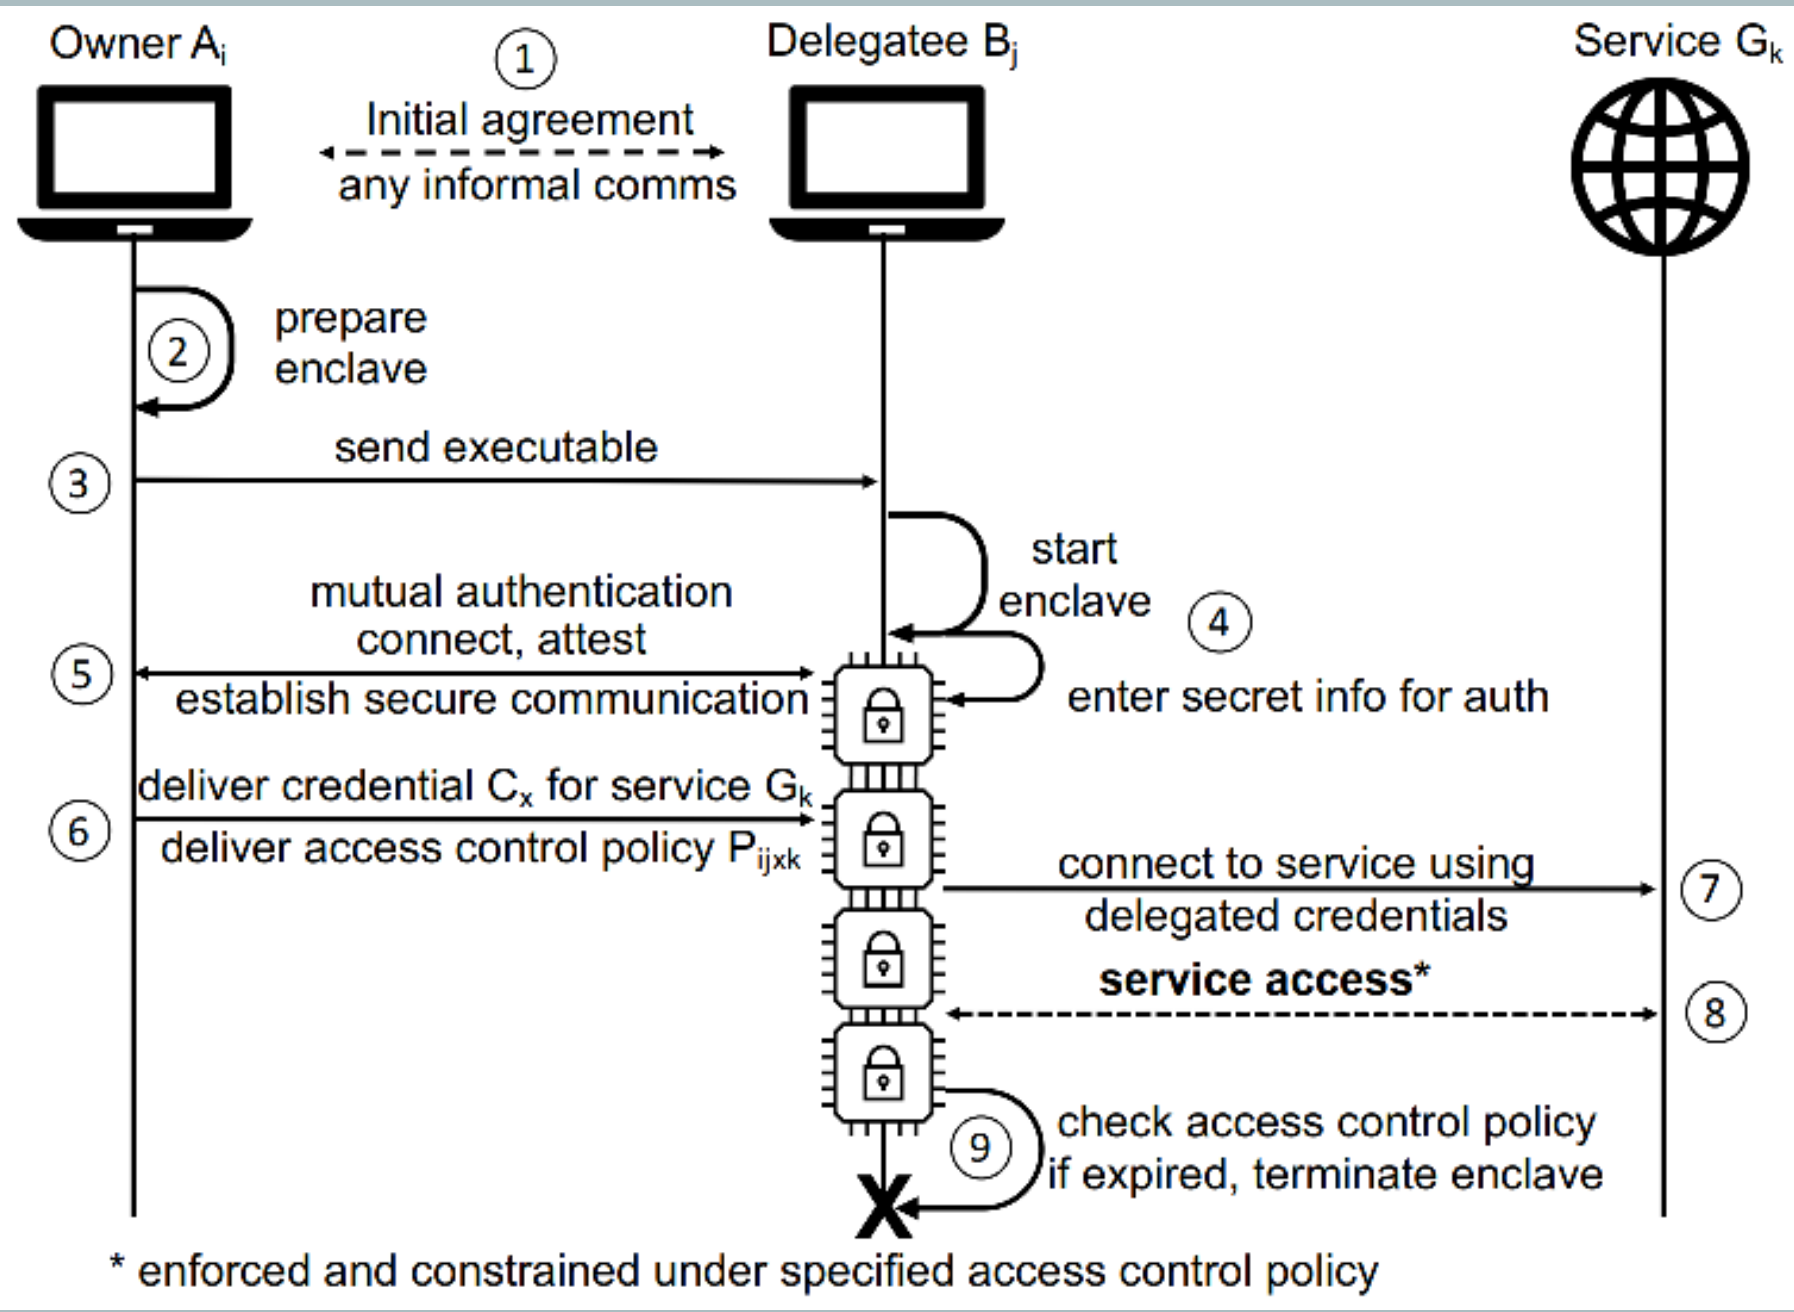 Owner Ai
1
Delegatee Bj
Service Gk
Initial agreement
any informal comms
2
prepare
enclave
3
send executable
start
enclave
4
enter secret info for auth
5
mutual authentication
connect, attest
establish secure communication
6
deliver credential Cx for service Gk
deliver access control policy Pijxk
connect to service using
delegated credentials
7
service access*
8
9
check access control policy
if expired, terminate enclave
X
* enforced and constrained under specified access control policy